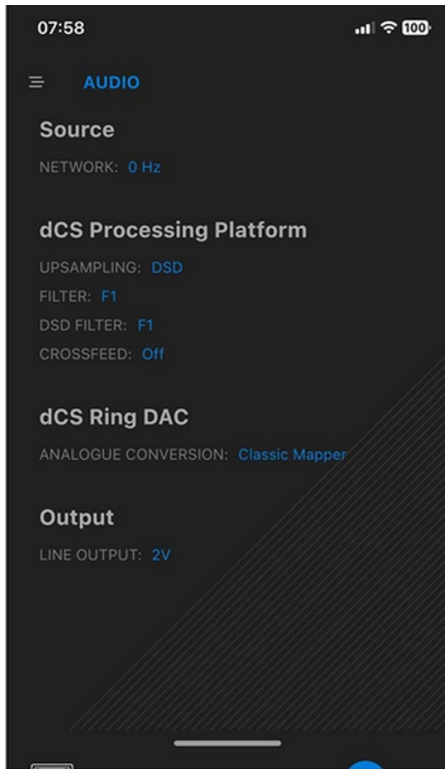 07:58
100
AUDIO
Source
NETWORK: 0 Hz
dCS Processing Platform
UPSAMPLING: DSD
FILTER: F1
DSD FILTER: F1
CROSSFEED: Off
dCS Ring DAC
ANALOGUE CONVERSION: Classic Mapper
Output
LINE OUTPUT: 2V